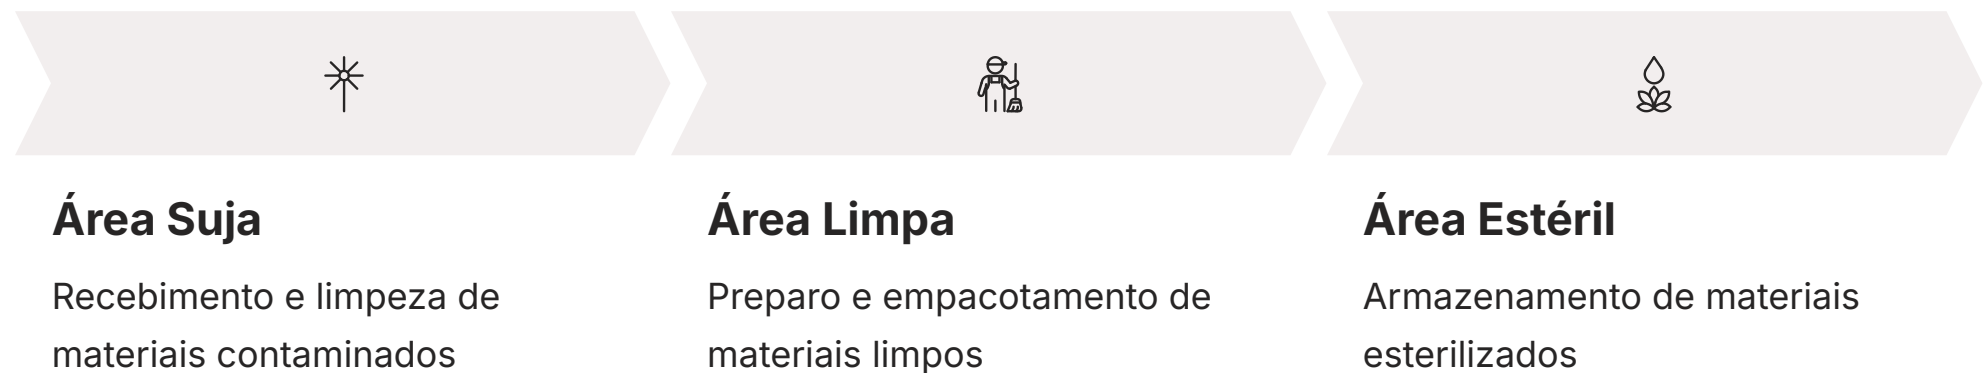 Área Suja
Recebimento e limpeza de
materiais contaminados
Área Limpa
Preparo e empacotamento de
materiais limpos
Área Estéril
Armazenamento de materiais
esterilizados